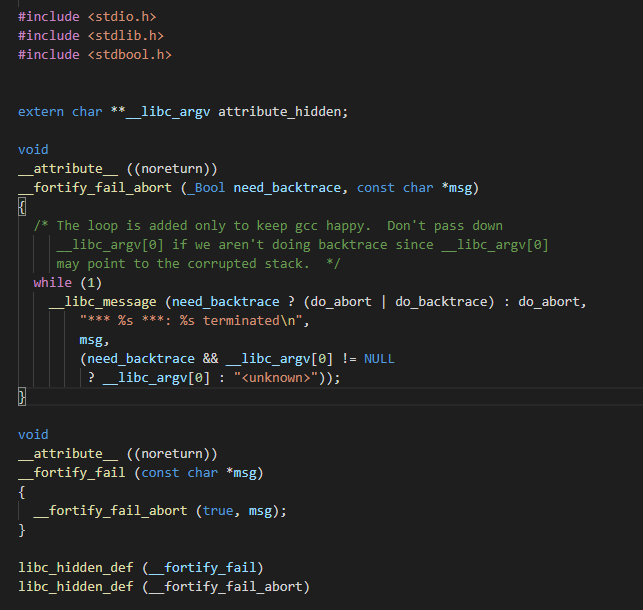 #include <stdio.h>
#include <stdlib.h>
#include <stdbool.h>
extern char **__libc_argv attribute_hidden;
void
__attribute__ ((noreturn))
__fortify_fail_abort (_Bool need_backtrace, const char *msg)
{
  /* The loop is added only to keep gcc happy.  Don't pass down
     __libc_argv[0] if we aren't doing backtrace since __libc_argv[0]
     may point to the corrupted stack.  */
  while (1)
    __libc_message (need_backtrace ? (do_abort | do_backtrace) : do_abort,
        "*** %s ***: %s terminated\n",
        msg,
        (need_backtrace && __libc_argv[0] != NULL
         ? __libc_argv[0] : "<unknown>"));
}
void
__attribute__ ((noreturn))
__fortify_fail (const char *msg)
{
  __fortify_fail_abort (true, msg);
}
libc_hidden_def (__fortify_fail)
libc_hidden_def (__fortify_fail_abort)